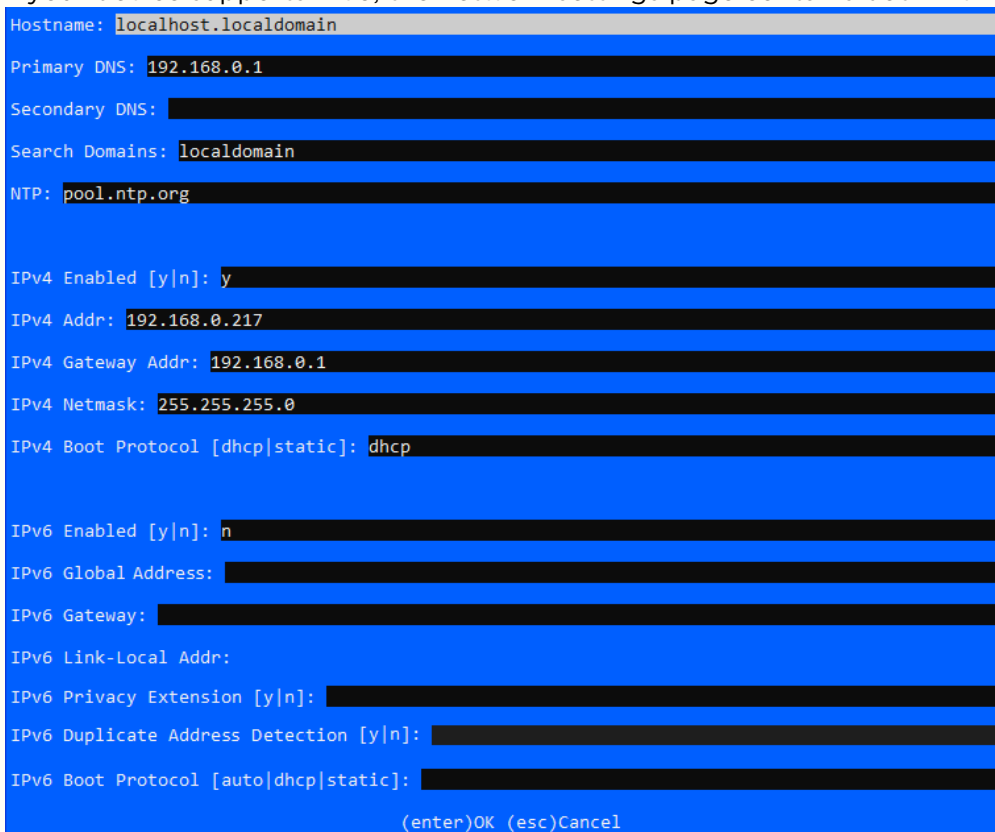 Hostname: localhost.localdomain
Primary DNS: 192.168.0.1
Secondary DNS:
Search Domains: localdomain
NTP: pool.ntp.org
IPv4 Enabled [y|n]: y
IPv4 Addr: 192.168.0.217
IPv4 Gateway Addr: 192.168.0.1
IPv4 Netmask: 255.255.255.0
IPv4 Boot Protocol [dhcp|static]: dhcp
IPv6 Enabled [y|n]: n
IPv6 Global Address:
IPv6 Gateway:
IPv6 Link-Local Addr:
IPv6 Privacy Extension [y|n]:
IPv6 Duplicate Address Detection [y|n]:
IPv6 Boot Protocol [auto|dhcp|static]:
(enter)OK (esc)Cancel